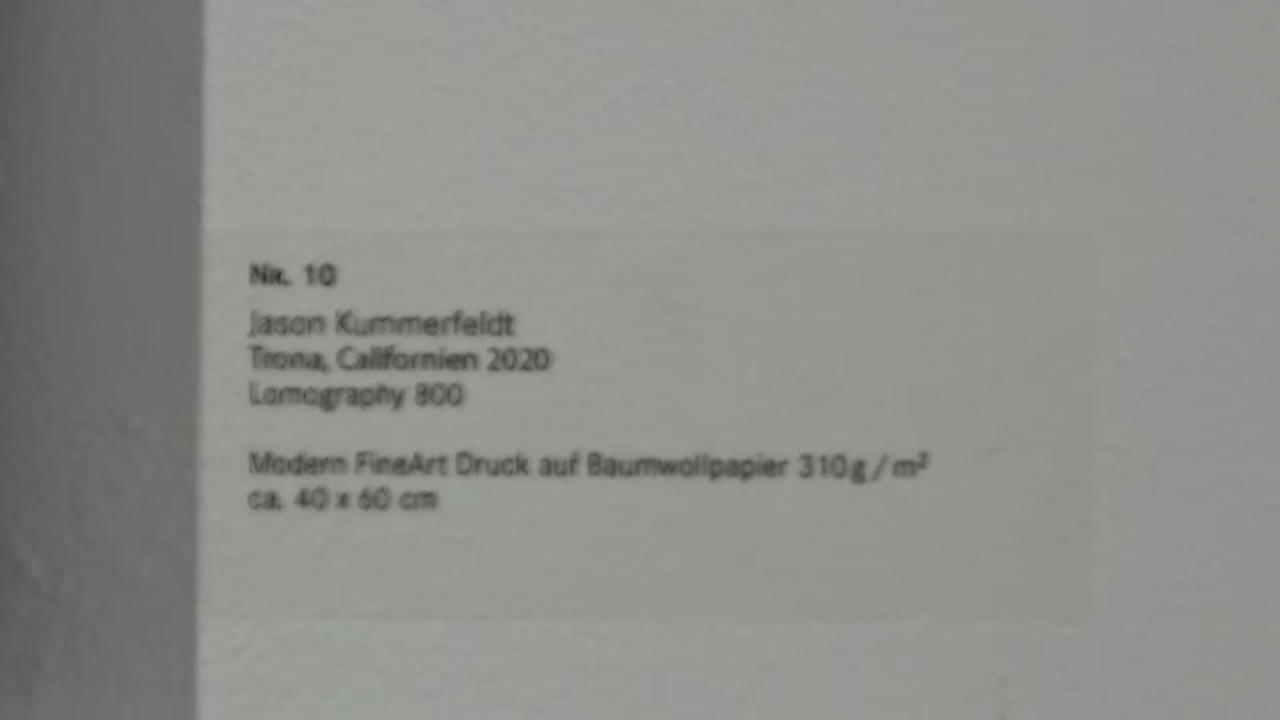 Nr. 10
Jason Kummerfeldt
Trona, Californien 2020
Lomography 800
Modern FineArt Druck auf Baumwollpapier 310g/m²
ca. 40 x 60 cm